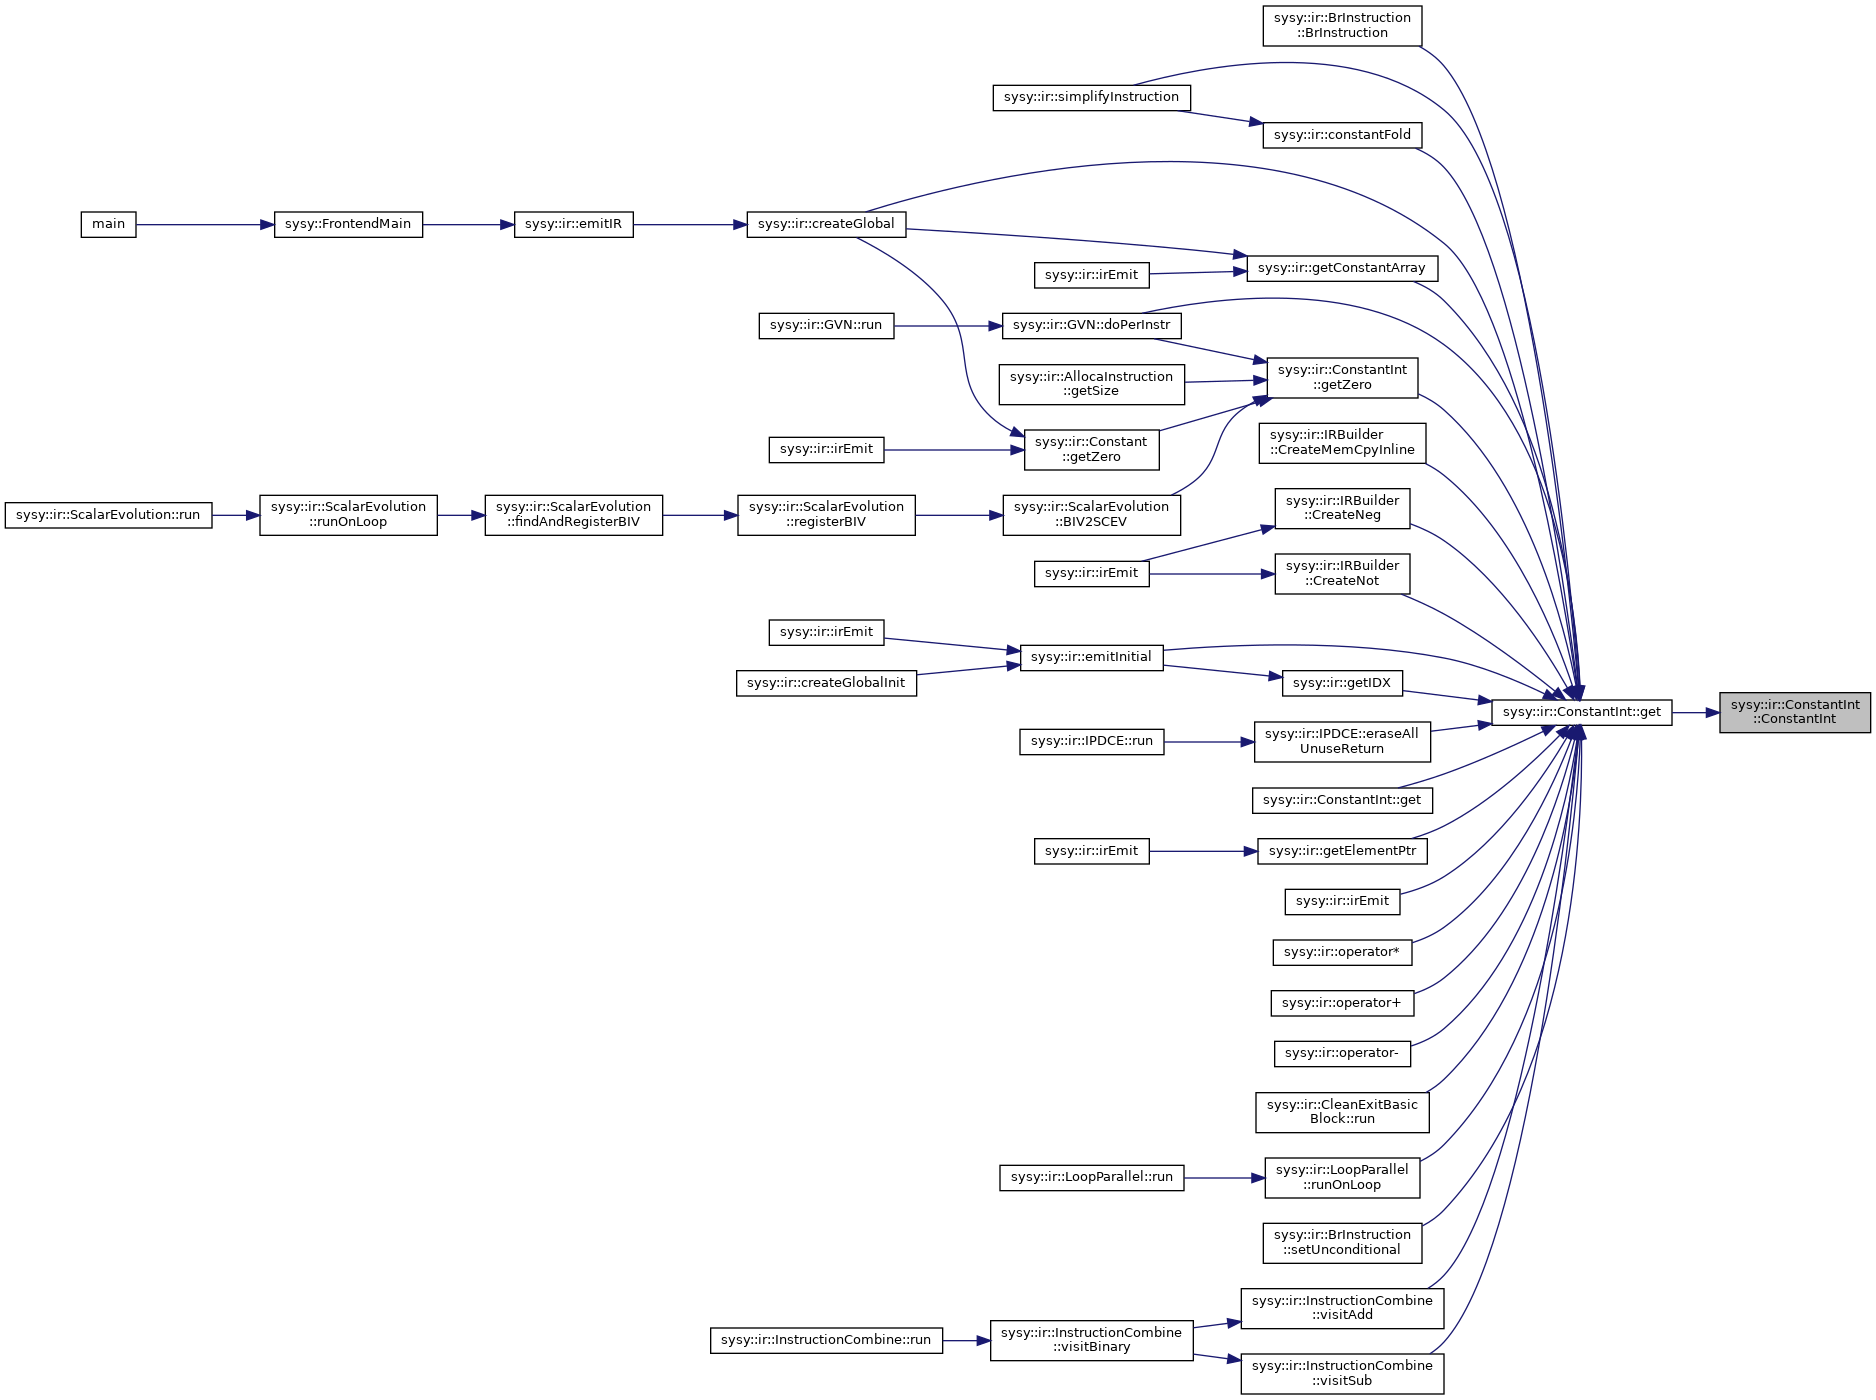 sysy::ir::BrInstruction
::BrInstruction
sysy::ir::simplifyInstruction
sysy::ir::constantFold
main
sysy::FrontendMain
sysy::ir::emitIR
sysy::ir::createGlobal
sysy::ir::getConstantArray
sysy::ir::irEmit
sysy::ir::GVN::run
sysy::ir::GVN::doPerInstr
sysy::ir::ConstantInt
::getZero
sysy::ir::AllocaInstruction
::getSize
sysy::ir::Constant
::getZero
sysy::ir::irEmit
sysy::ir::IRBuilder
::CreateMemCpyInline
sysy::ir::ScalarEvolution::run
sysy::ir::ScalarEvolution
::runOnLoop
sysy::ir::ScalarEvolution
::findAndRegisterBIV
sysy::ir::ScalarEvolution
::registerBIV
sysy::ir::ScalarEvolution
::BIV2SCEV
sysy::ir::IRBuilder
::CreateNeg
sysy::ir::irEmit
sysy::ir::IRBuilder
::CreateNot
sysy::ir::irEmit
sysy::ir::emitInitial
sysy::ir::createGlobalInit
sysy::ir::getIDX
sysy::ir::ConstantInt::get
sysy::ir::ConstantInt
::ConstantInt
sysy::ir::IPDCE::run
sysy::ir::IPDCE::eraseAll
UnuseReturn
sysy::ir::ConstantInt::get
sysy::ir::irEmit
sysy::ir::getElementPtr
sysy::ir::irEmit
sysy::ir::operator*
sysy::ir::operator+
sysy::ir::operator-
sysy::ir::CleanExitBasic
Block::run
sysy::ir::LoopParallel::run
sysy::ir::LoopParallel
::runOnLoop
sysy::ir::BrInstruction
::setUnconditional
sysy::ir::InstructionCombine
::visitAdd
sysy::ir::InstructionCombine::run
sysy::ir::InstructionCombine
::visitBinary
sysy::ir::InstructionCombine
::visitSub